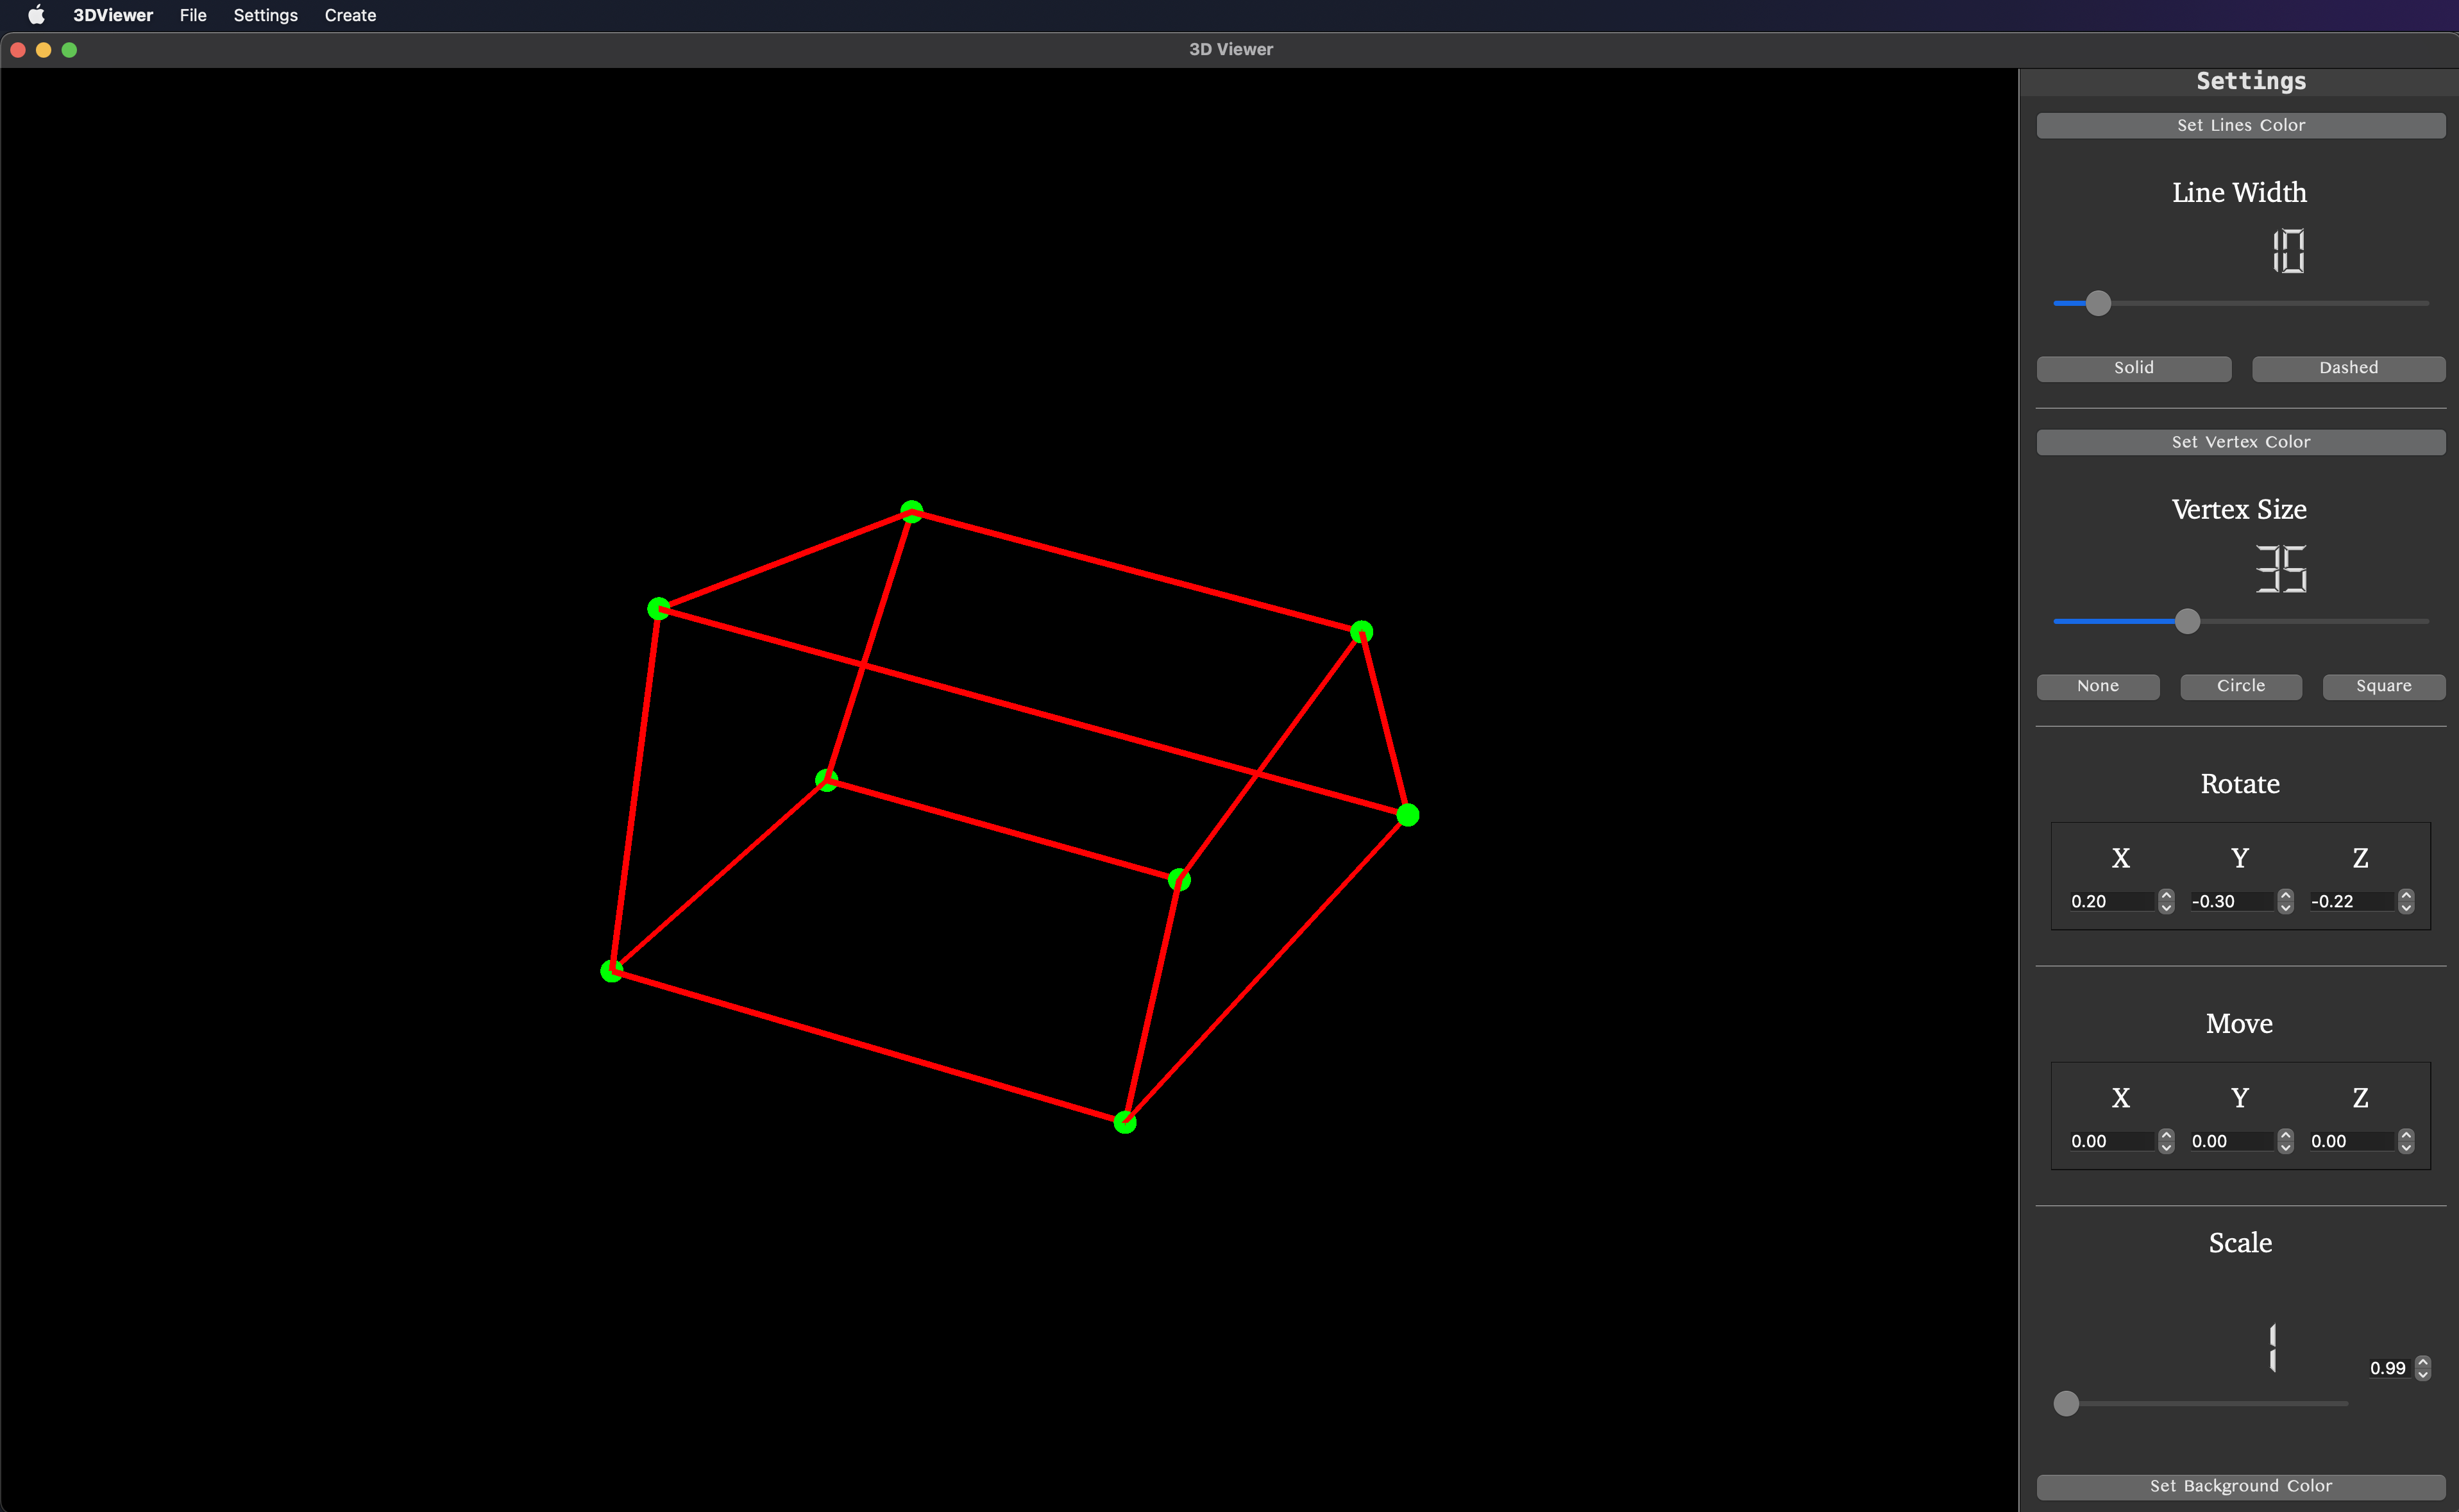 3DViewer File Settings Create
3D Viewer
Settings
Set Lines Color
Line Width
10
Solid Dashed
Set Vertex Color
Vertex Size
35
None Circle Square
Rotate
X Y Z
0.20 -0.30 -0.22
Move
X Y Z
0.00 0.00 0.00
Scale
1
0.99
Set Background Color